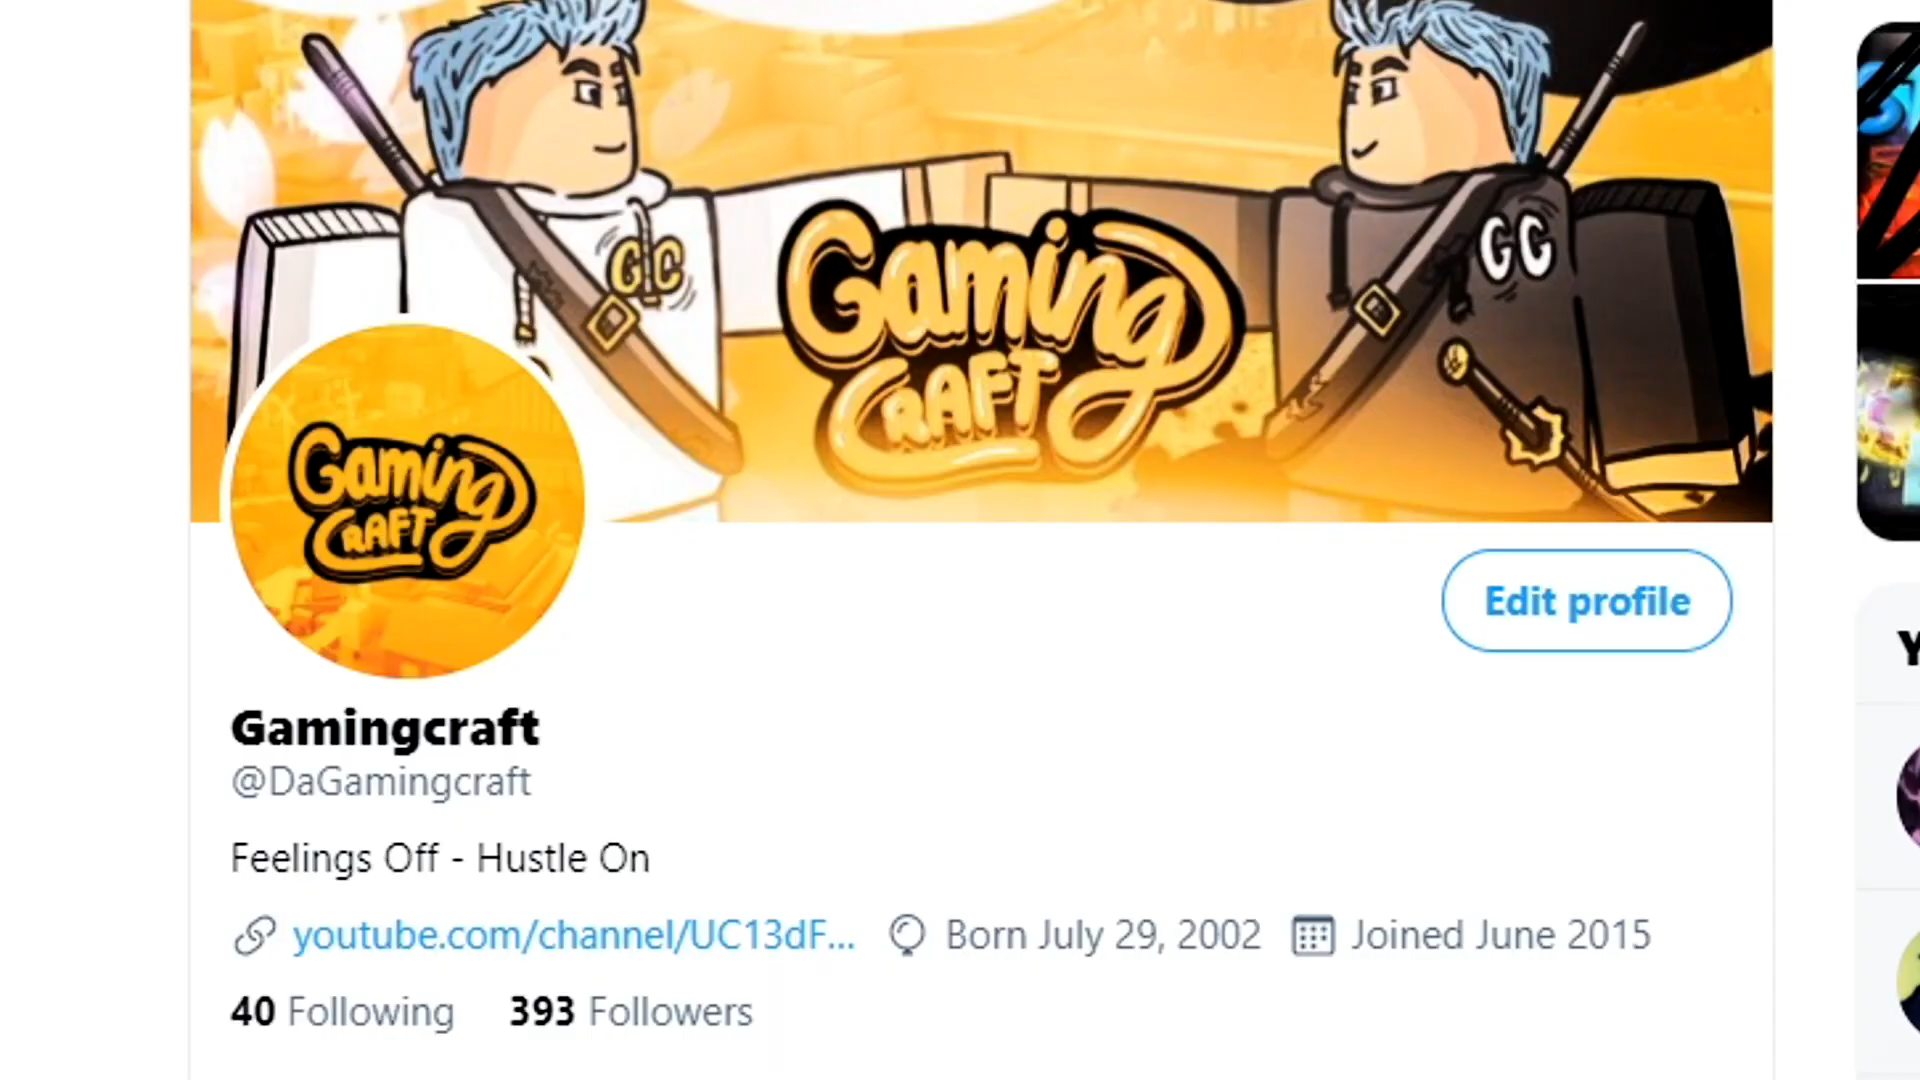 GC
GC
Gaming
CRAFT
Gaming
CRAFT
Edit profile
Gamingcraft
@DaGamingcraft
Feelings Off - Hustle On
youtube.com/channel/UC13dF... Born July 29, 2002 Joined June 2015
40 Following 393 Followers